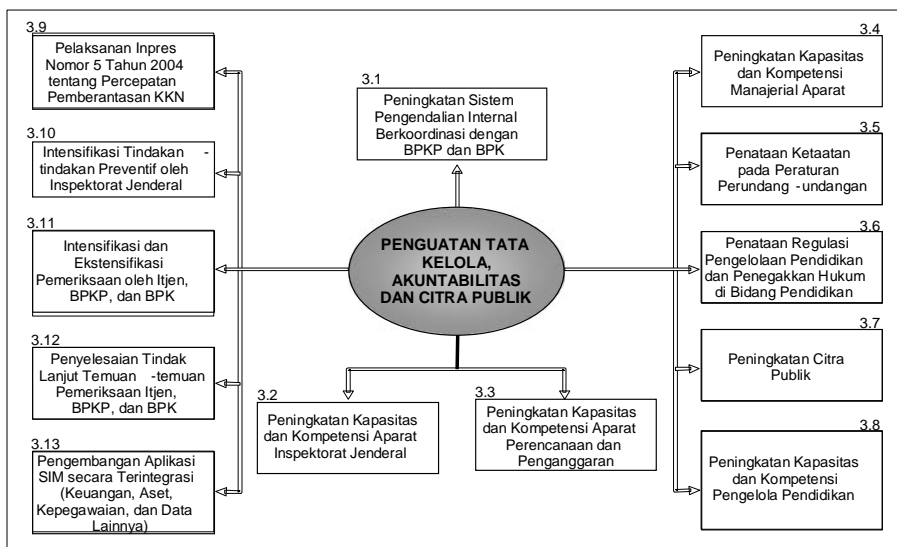 3.9
Pelaksanan Inpres
Nomor 5 Tahun 2004
tentang Percepatan
Pemberantasan KKN
3.10
Intensifikasi Tindakan -
tindakan Preventif oleh
Inspektorat Jenderal
3.11
Intensifikasi dan
Ekstensifikasi
Pemeriksaan oleh Itjen,
BPKP, dan BPK
3.12
Penyelesaian Tindak
Lanjut Temuan -temuan
Pemeriksaan Itjen,
BPKP, dan BPK
3.13
Pengembangan Aplikasi
SIM secara Terintegrasi
(Keuangan, Aset,
Kepegawaian, dan Data
Lainnya)
3.1
Peningkatan Sistem
Pengendalian Internal
Berkoordinasi dengan
BPKP dan BPK
PENGUATAN TATA
KELOLA,
AKUNTABILITAS
DAN CITRA PUBLIK
3.2
Peningkatan Kapasitas
dan Kompetensi Aparat
Inspektorat Jenderal
3.3
Peningkatan Kapasitas
dan Kompetensi Aparat
Perencanaan dan
Penganggaran
3.4
Peningkatan Kapasitas
dan Kompetensi
Manajerial Aparat
3.5
Penataan Ketaatan
pada Peraturan
Perundang -undangan
3.6
Penataan Regulasi
Pengelolaan Pendidikan
dan Penegakkan Hukum
di Bidang Pendidikan
3.7
Peningkatan Citra
Publik
3.8
Peningkatan Kapasitas
dan Kompetensi
Pengelola Pendidikan